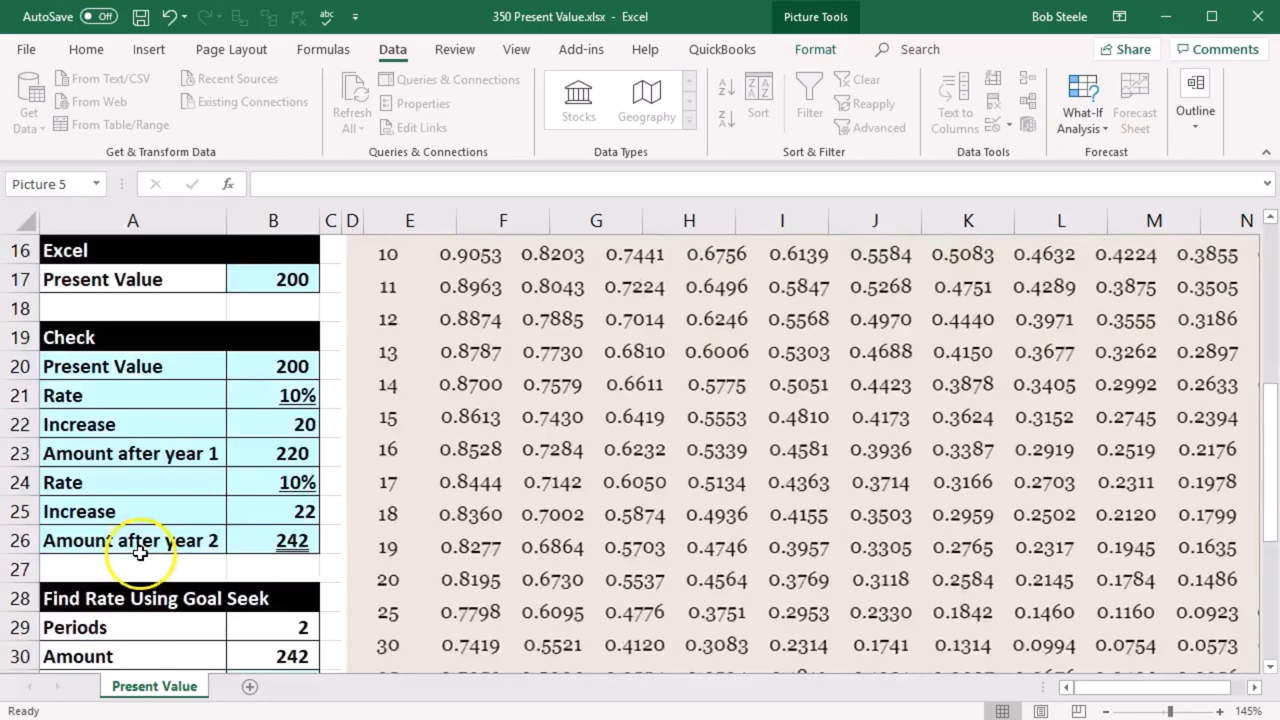 AutoSave Off 350 Present Value.xlsx - Excel Picture Tools Bob Steele
File Home Insert Page Layout Formulas Data Review View Add-ins Help QuickBooks Format Search Share Comments
Get Data From Text/CSV From Web From Table/Range Recent Sources Existing Connections
Refresh All Queries & Connections Properties Edit Links
Stocks Geography
Sort Filter Clear Reapply Advanced
Text to Columns
What-If Analysis Forecast Sheet Outline
Get & Transform Data Queries & Connections Data Types Sort & Filter Data Tools Forecast
Picture 5 fx
A B C D E F G H I J K L M N
16 Excel
17 Present Value 200
18
19 Check
20 Present Value 200
21 Rate 10%
22 Increase 20
23 Amount after year 1 220
24 Rate 10%
25 Increase 22
26 Amount after year 2 242
27
28 Find Rate Using Goal Seek
29 Periods 2
30 Amount 242
10 0.9053 0.8203 0.7441 0.6756 0.6139 0.5584 0.5083 0.4632 0.4224 0.3855
11 0.8963 0.8043 0.7224 0.6496 0.5847 0.5268 0.4751 0.4289 0.3875 0.3505
12 0.8874 0.7885 0.7014 0.6246 0.5568 0.4970 0.4440 0.3971 0.3555 0.3186
13 0.8787 0.7730 0.6810 0.6006 0.5303 0.4688 0.4150 0.3677 0.3262 0.2897
14 0.8700 0.7579 0.6611 0.5775 0.5051 0.4423 0.3878 0.3405 0.2992 0.2633
15 0.8613 0.7430 0.6419 0.5553 0.4810 0.4173 0.3624 0.3152 0.2745 0.2394
16 0.8528 0.7284 0.6232 0.5339 0.4581 0.3936 0.3387 0.2919 0.2519 0.2176
17 0.8444 0.7142 0.6050 0.5134 0.4363 0.3714 0.3166 0.2703 0.2311 0.1978
18 0.8360 0.7002 0.5874 0.4936 0.4155 0.3503 0.2959 0.2502 0.2120 0.1799
19 0.8277 0.6864 0.5703 0.4746 0.3957 0.3305 0.2765 0.2317 0.1945 0.1635
20 0.8195 0.6730 0.5537 0.4564 0.3769 0.3118 0.2584 0.2145 0.1784 0.1486
25 0.7798 0.6095 0.4776 0.3751 0.2953 0.2330 0.1842 0.1460 0.1160 0.0923
30 0.7419 0.5521 0.4120 0.3083 0.2314 0.1741 0.1314 0.0994 0.0754 0.0573
Present Value
Ready 145%